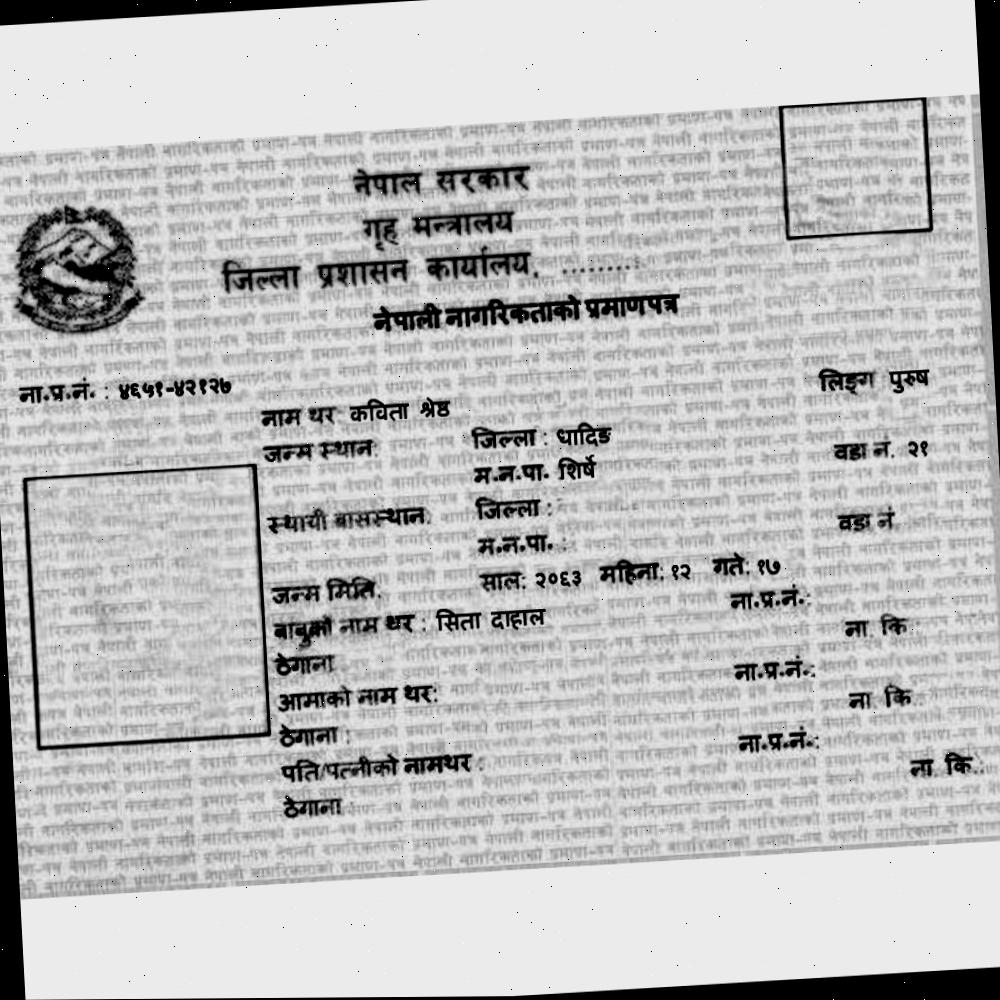 नेपाल सरकार
गृह मन्त्रालय
जिल्ला प्रशासन कार्यालय, .........
नेपाली नागरिकताको प्रमाणपत्र
ना.प्र.नं. : ४६५१-४२१२७
लिङ्ग पुरुष
नाम थर: कविता श्रेष्ठ
जन्म स्थान: जिल्ला : धादिङ
म.न.पा. शिर्षे वडा नं. २१
स्थायी बासस्थान: जिल्ला :
म.न.पा. : वडा नं.
जन्म मिति: साल: २०६३ महिना: १२ गते: १७
बाबुको नाम थर : सिता दाहाल ना.प्र.नं.:
ठेगाना ना. कि.:
आमाको नाम थर: ना.प्र.नं.:
ठेगाना : ना. कि.:
पति/पत्नीको नामथर : ना.प्र.नं.:
ठेगाना : ना. कि.: